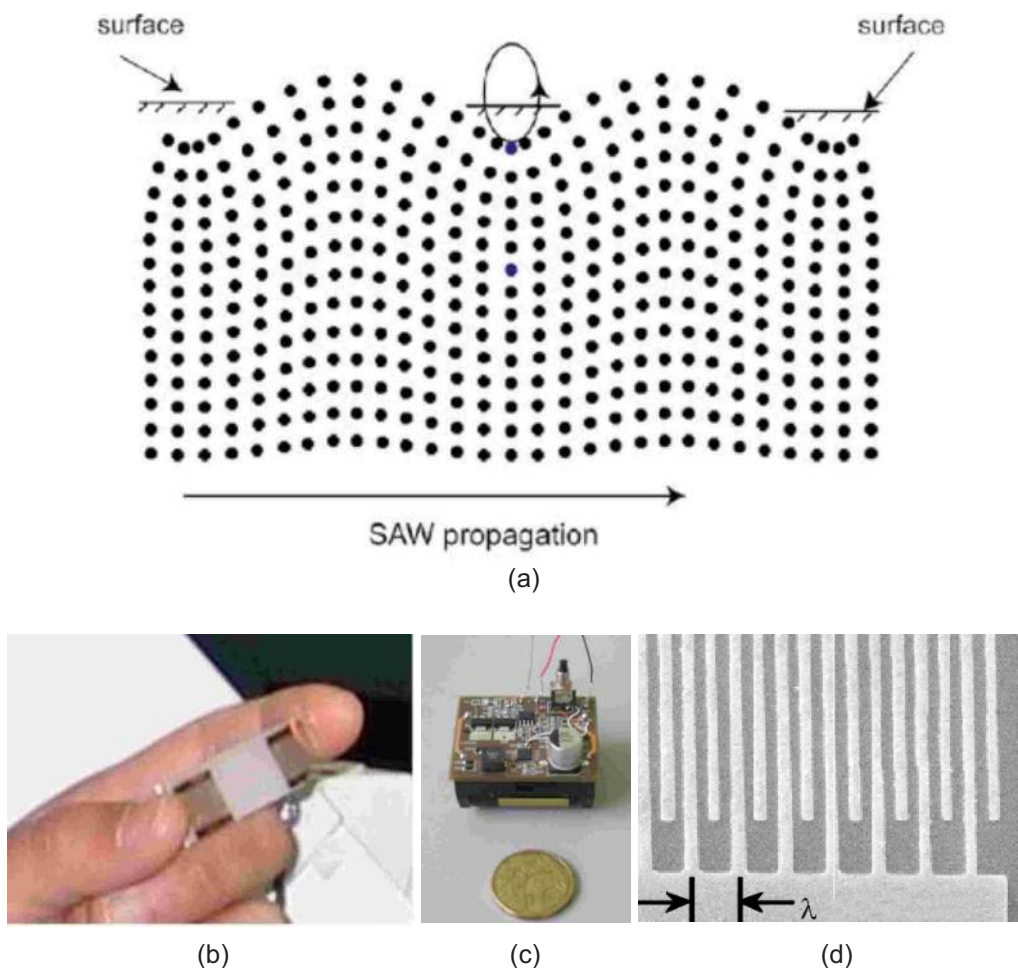 surface
surface
SAW propagation
(a)
λ
(b)
(c)
(d)